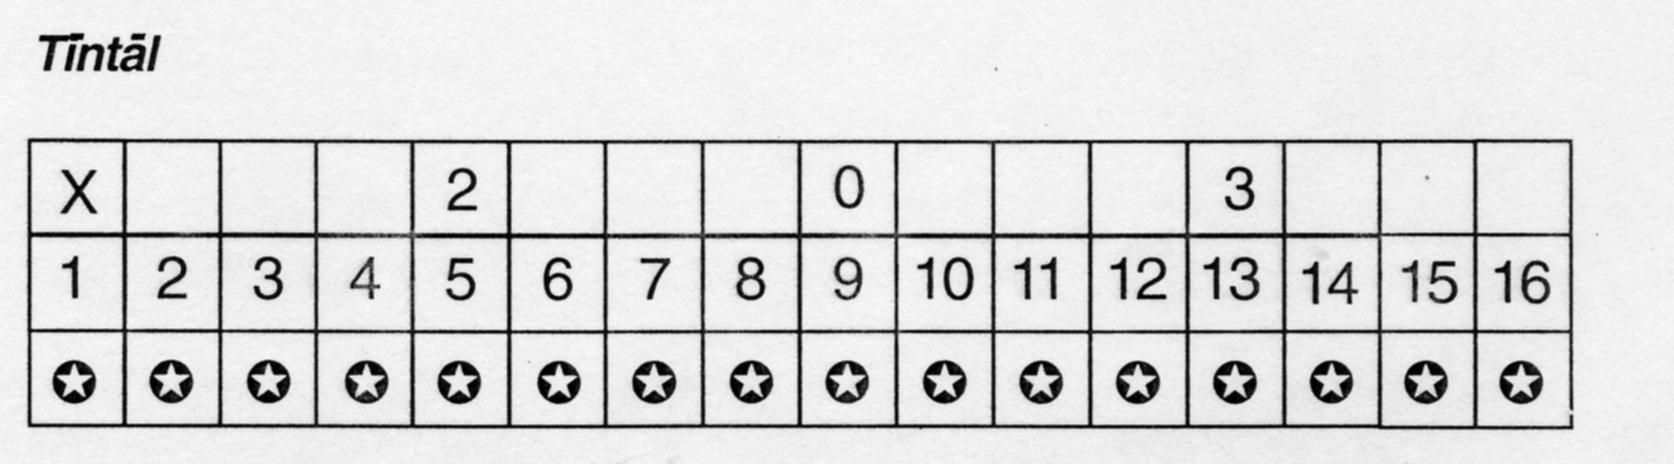 Tīntāl
X 2 0 3
1 2 3 4 5 6 7 8 9 10 11 12 13 14 15 16
✪ ✪ ✪ ✪ ✪ ✪ ✪ ✪ ✪ ✪ ✪ ✪ ✪ ✪ ✪ ✪